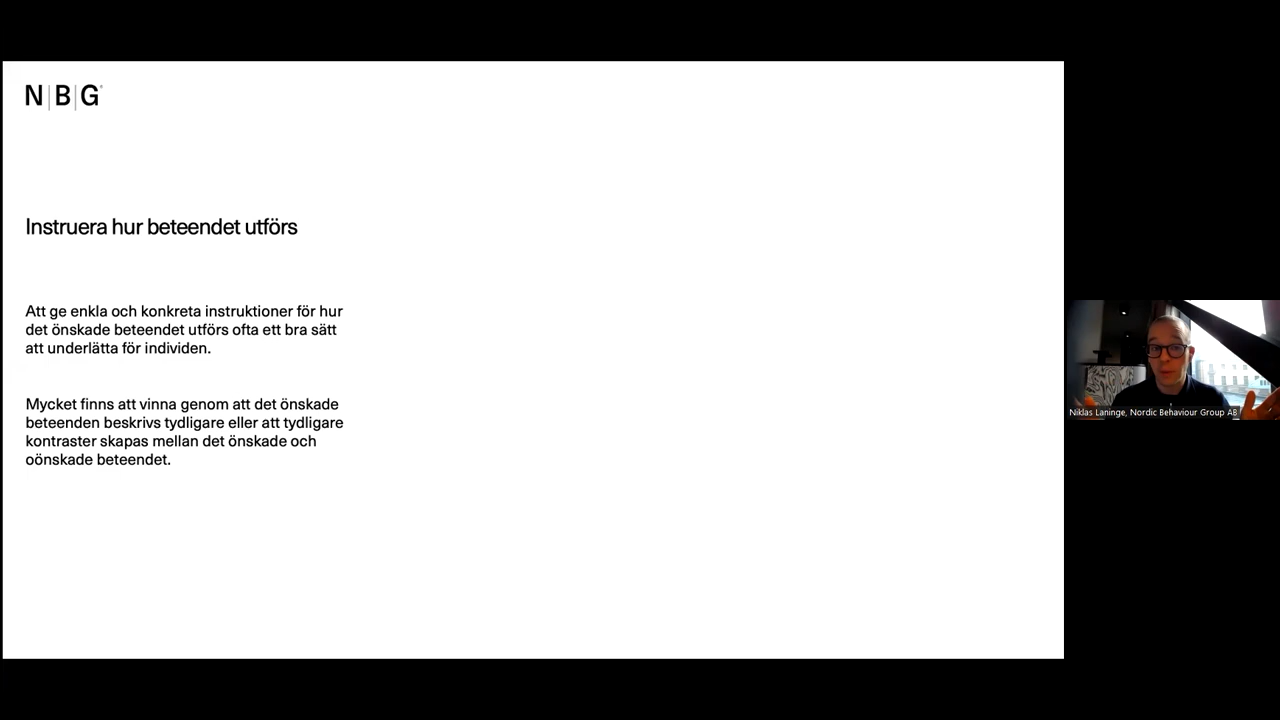 N|B|G
Instruera hur beteendet utförs
Att ge enkla och konkreta instruktioner för hur
det önskade beteendet utförs ofta ett bra sätt
att underlätta för individen.
Mycket finns att vinna genom att det önskade
beteenden beskrivs tydligare eller att tydligare
kontraster skapas mellan det önskade och
oönskade beteendet.
Niklas Laninge, Nordic Behaviour Group AB